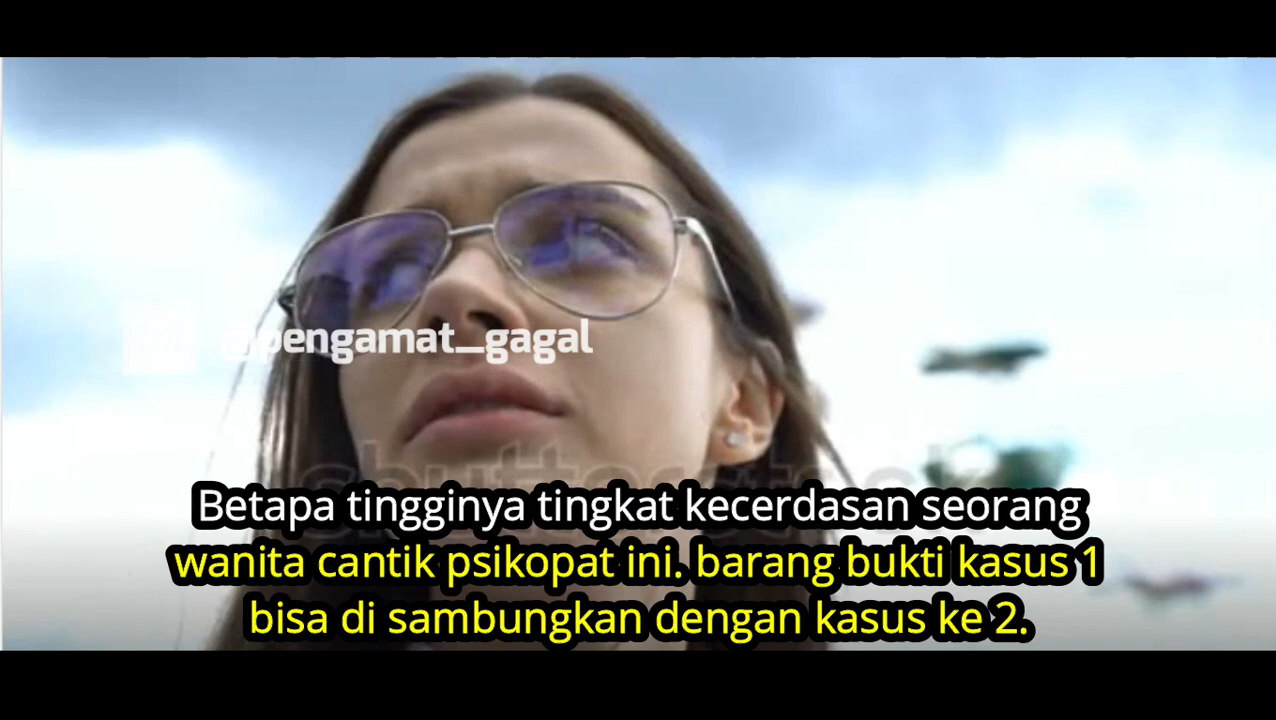 @pengamat_gagal
shutterstock
Betapa tingginya tingkat kecerdasan seorang
wanita cantik psikopat ini. barang bukti kasus 1
bisa di sambungkan dengan kasus ke 2.